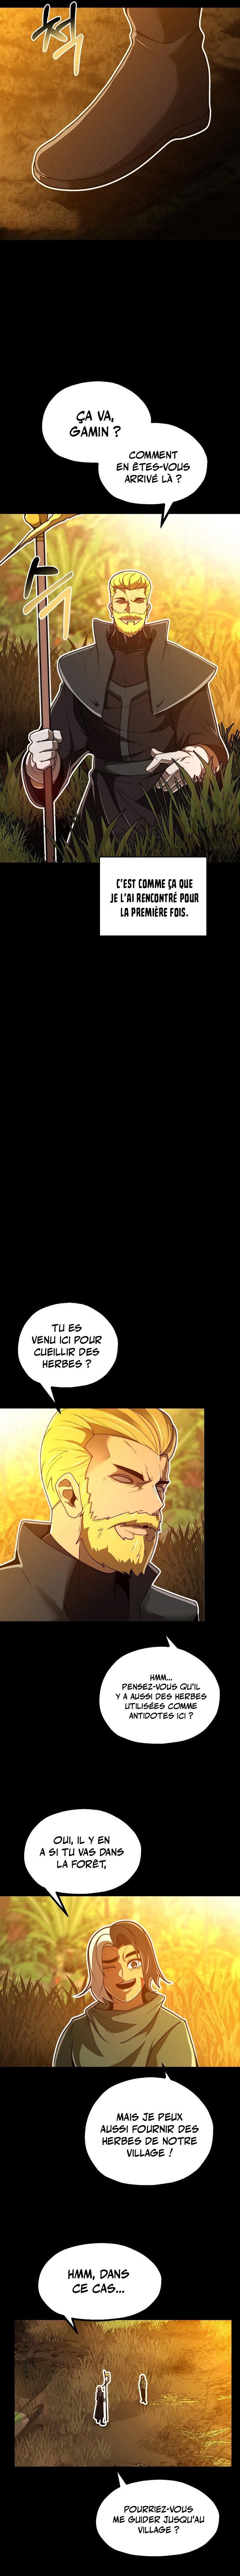 저벅
ÇA VA,
GAMIN ?
COMMENT
EN ÊTES-VOUS
ARRIVÉ LÀ ?
C'EST COMME ÇA QUE
JE L'AI RENCONTRÉ POUR
LA PREMIÈRE FOIS.
TU ES
VENU ICI POUR
CUEILLIR DES
HERBES ?
HMM...
PENSEZ-VOUS QU'IL
Y A AUSSI DES HERBES
UTILISÉES COMME
ANTIDOTES ICI ?
OUI, IL Y EN
A SI TU VAS DANS
LA FORÊT,
MAIS JE PEUX
AUSSI FOURNIR DES
HERBES DE NOTRE
VILLAGE !
HMM, DANS
CE CAS...
POURRIEZ-VOUS
ME GUIDER JUSQU'AU
VILLAGE ?